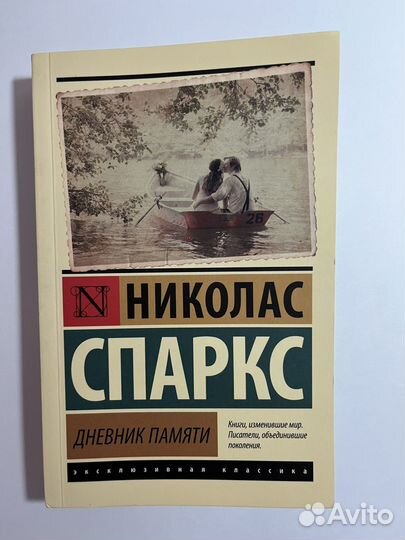 26
N
НИКОЛАС
СПАРКС
ДНЕВНИК ПАМЯТИ
Книги, изменившие мир.
Писатели, объединившие
поколения.
эксклюзивная классика
Avito